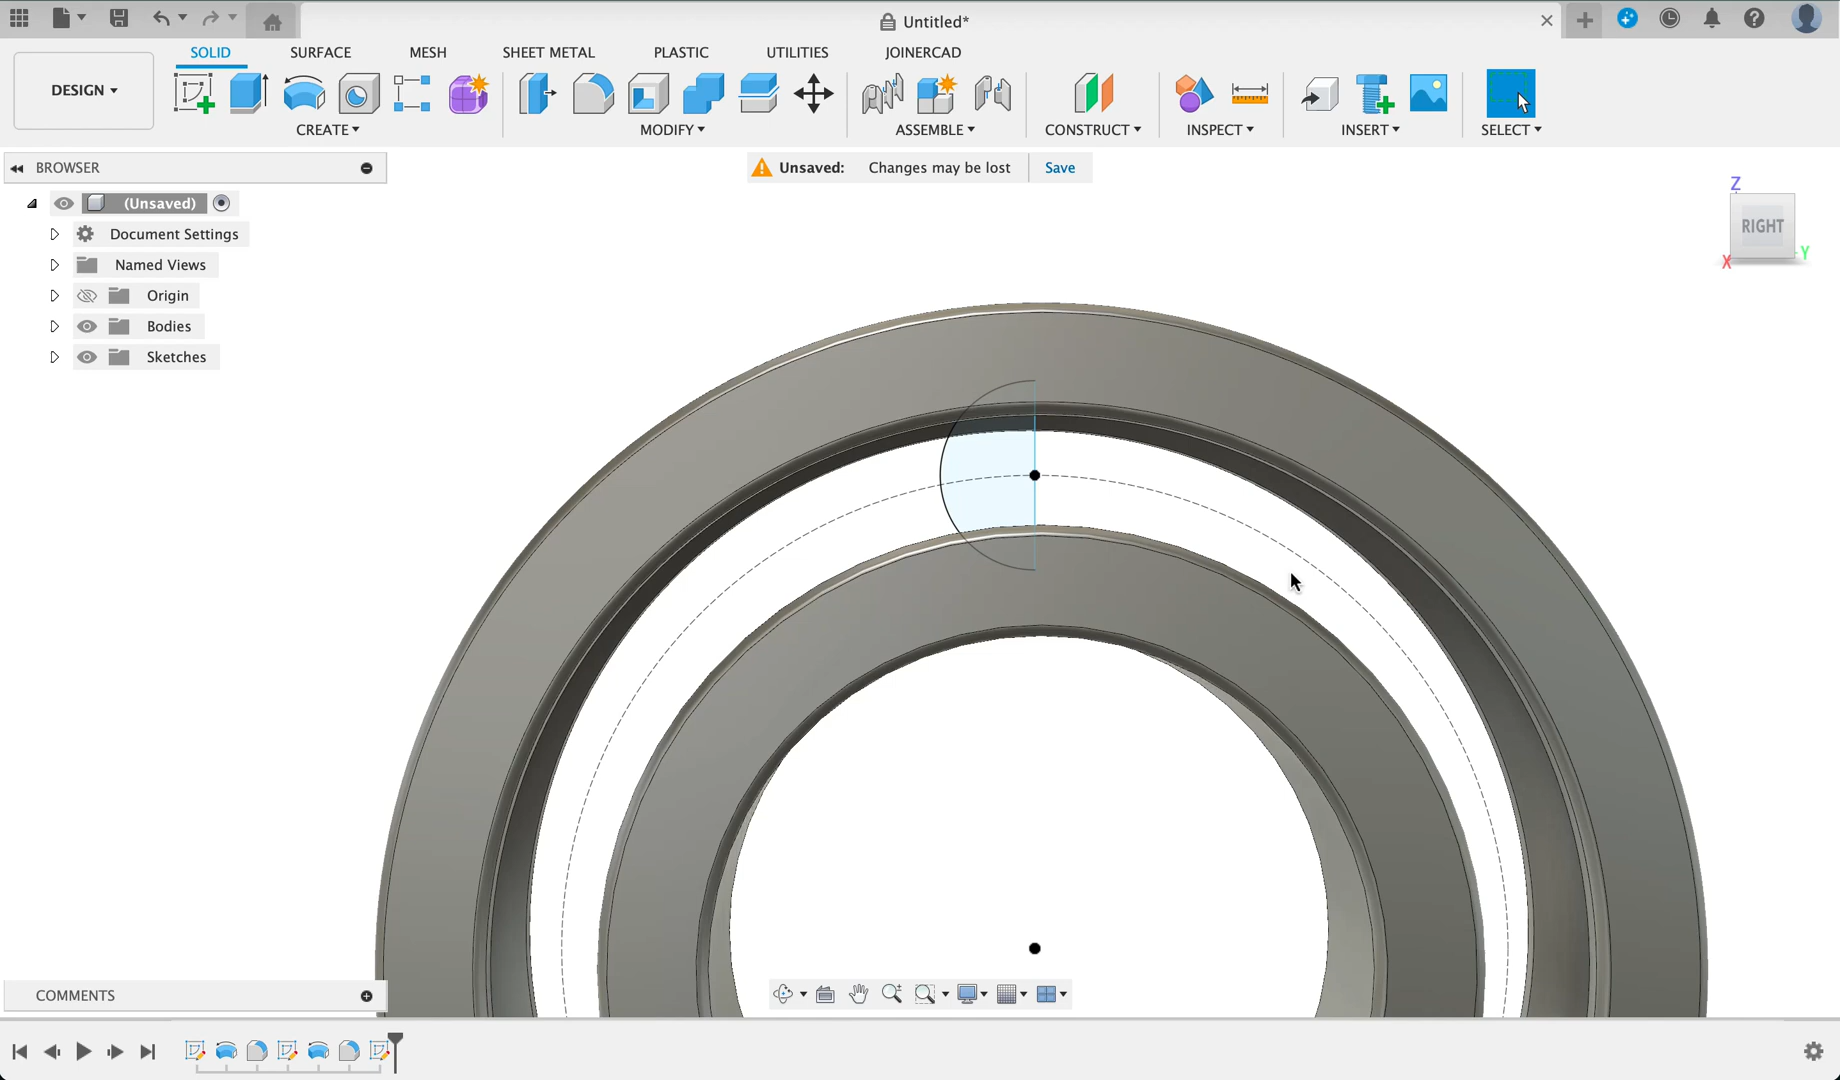 Untitled*
SOLID SURFACE MESH SHEET METAL PLASTIC UTILITIES JOINERCAD
DESIGN
CREATE MODIFY ASSEMBLE CONSTRUCT INSPECT INSERT SELECT
BROWSER
Unsaved: Changes may be lost Save
(Unsaved)
Document Settings
Named Views
Origin
Bodies
Sketches
Z
RIGHT
Y
X
COMMENTS